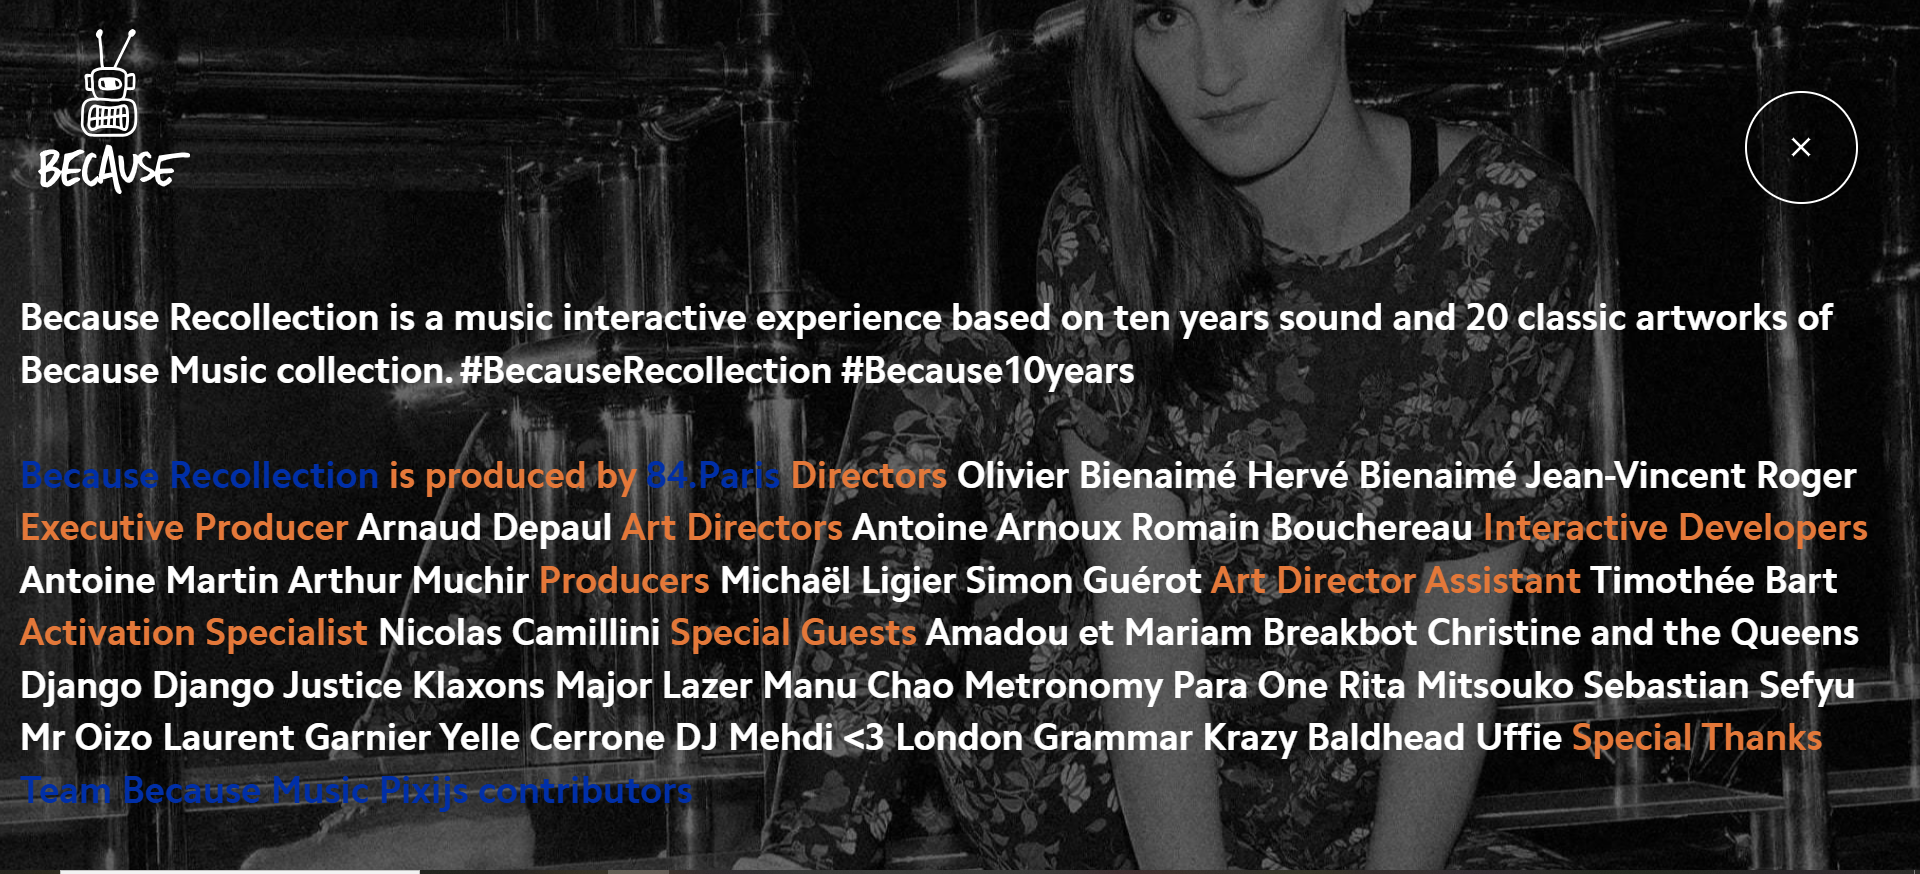 BECAUSE
Because Recollection is a music interactive experience based on ten years sound and 20 classic artworks of
Because Music collection. #BecauseRecollection #Because10years
Because Recollection is produced by 84.Paris Directors Olivier Bienaimé Hervé Bienaimé Jean-Vincent Roger
Executive Producer Arnaud Depaul Art Directors Antoine Arnoux Romain Bouchereau Interactive Developers
Antoine Martin Arthur Muchir Producers Michaël Ligier Simon Guérot Art Director Assistant Timothée Bart
Activation Specialist Nicolas Camillini Special Guests Amadou et Mariam Breakbot Christine and the Queens
Django Django Justice Klaxons Major Lazer Manu Chao Metronomy Para One Rita Mitsouko Sebastian Sefyu
Mr Oizo Laurent Garnier Yelle Cerrone DJ Mehdi <3 London Grammar Krazy Baldhead Uffie Special Thanks
Team Because Music Pixijs contributors